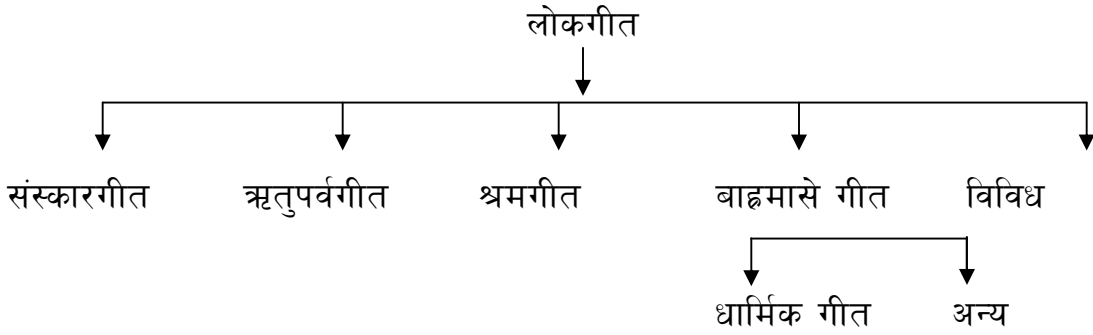 लोकगीत
संस्कारगीत ऋतुपर्वगीत श्रमगीत बाह्रमासे गीत विविध
धार्मिक गीत अन्य